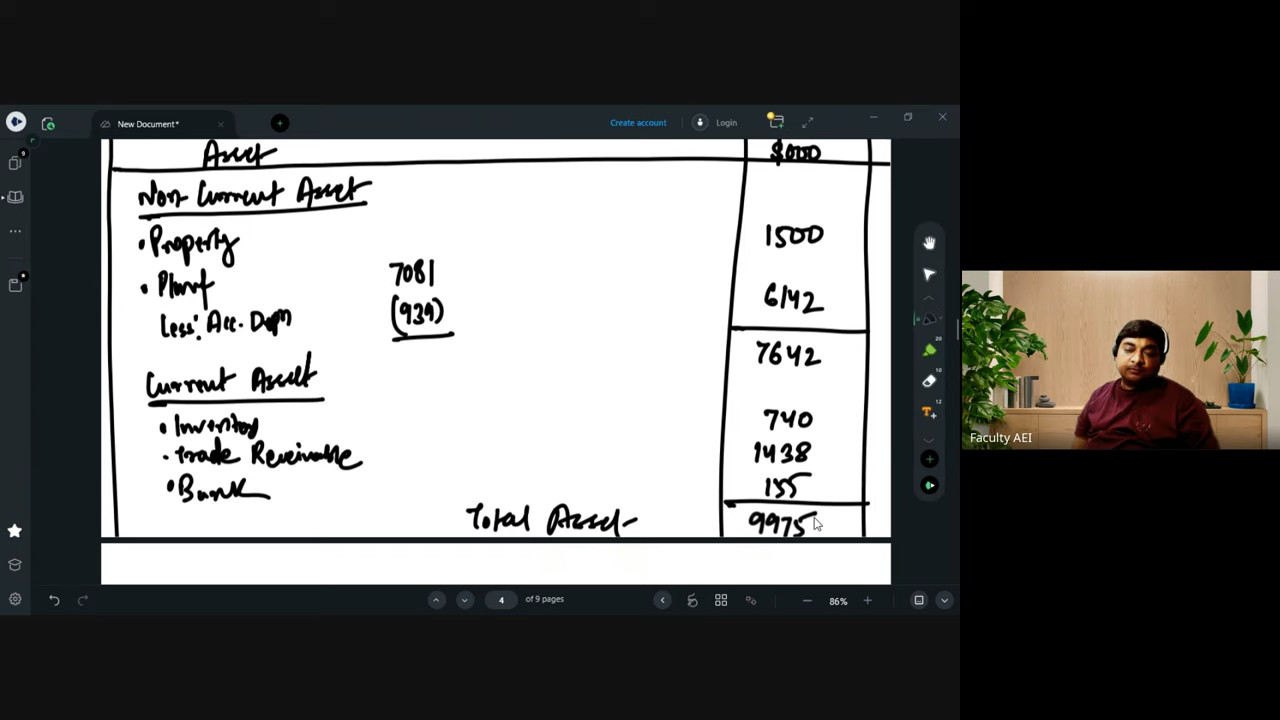 New Document*
Create account
Login
Asset $000
Non Current Asset
• Property 1500
• Plant 7081 6142
Less: Acc. Depn (939)
7642
Current Asset
• Inventory 740
• Trade Receivable 1438
• Bank 155
Total Asset 9975
Faculty AEI
4 of 9 pages
86%